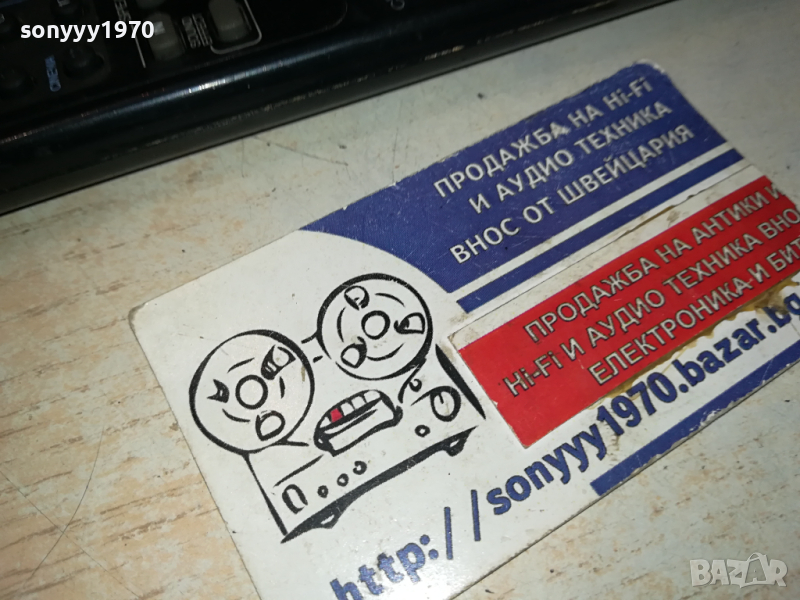 sonyyy1970
ПРОДАЖБА НА Hi-Fi
И АУДИО ТЕХНИКА
ВНОС ОТ ШВЕЙЦАРИЯ
ПРОДАЖБА НА АНТИКИ И
Hi-Fi И АУДИО ТЕХНИКА ВНО
ЕЛЕКТРОНИКА И БИТ
http://sonyyy1970.bazar.bg
BAZAR